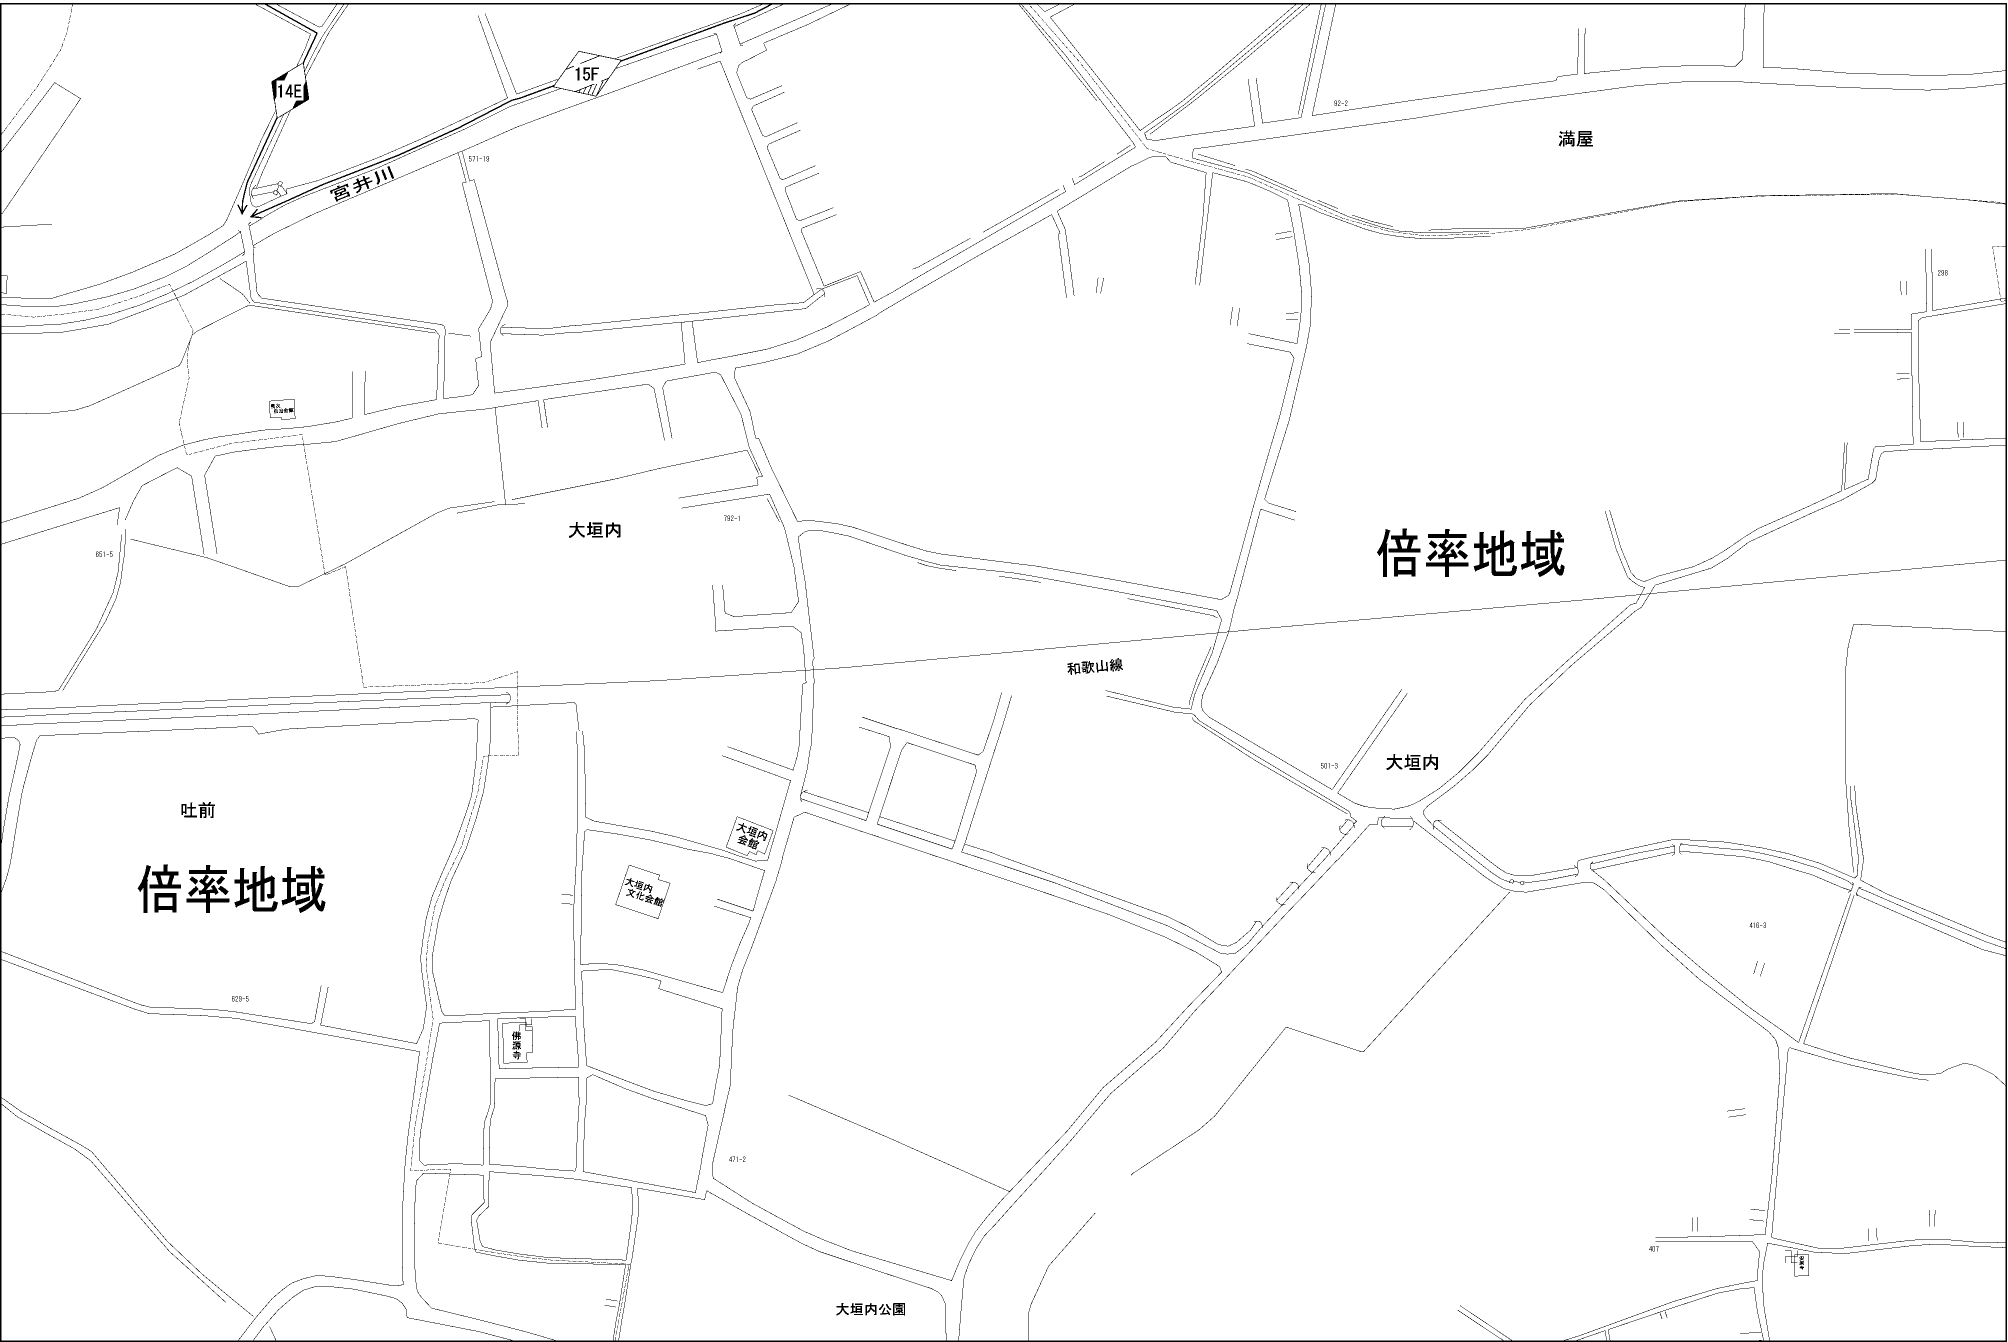 15F
14E
92-2
満屋
571-19
宮井川
298
792-1
大垣内
倍率地域
651-5
和歌山線
501-3
大垣内
吐前
大垣内
会館
倍率地域
大垣内
文化会館
416-3
629-5
佛源寺
471-2
407
大垣内公園